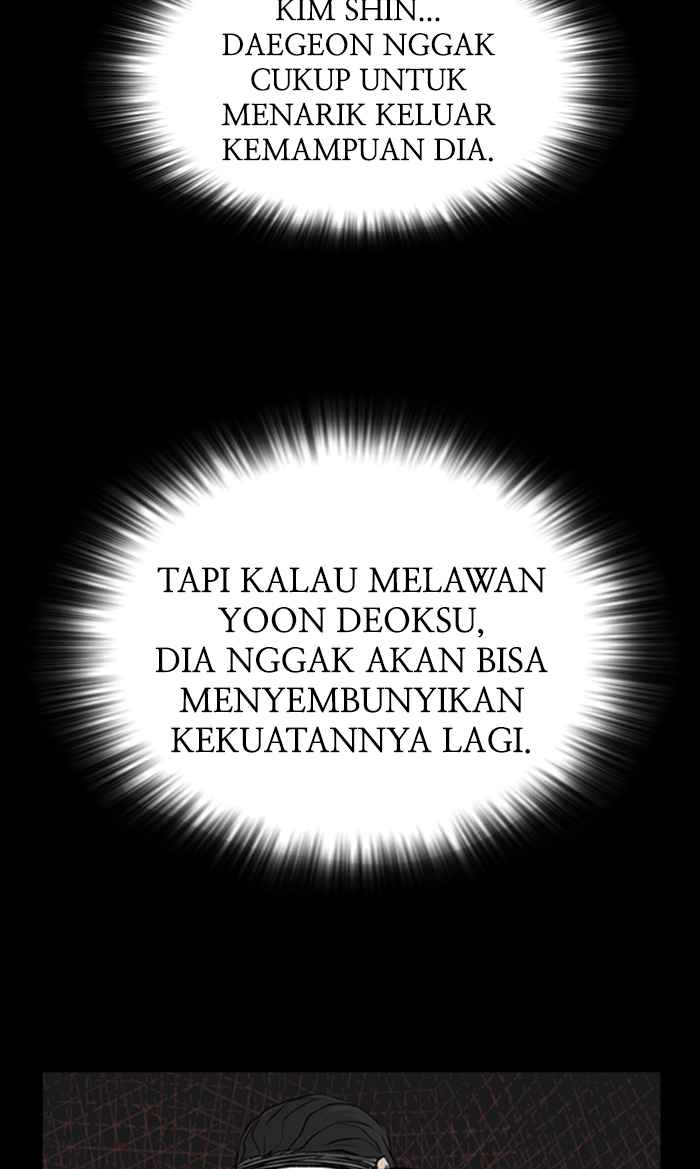 KIM SHIN...
DAEGEON NGGAK
CUKUP UNTUK
MENARIK KELUAR
KEMAMPUAN DIA.
TAPI KALAU MELAWAN
YOON DEOKSU,
DIA NGGAK AKAN BISA
MENYEMBUNYIKAN
KEKUATANNYA LAGI.